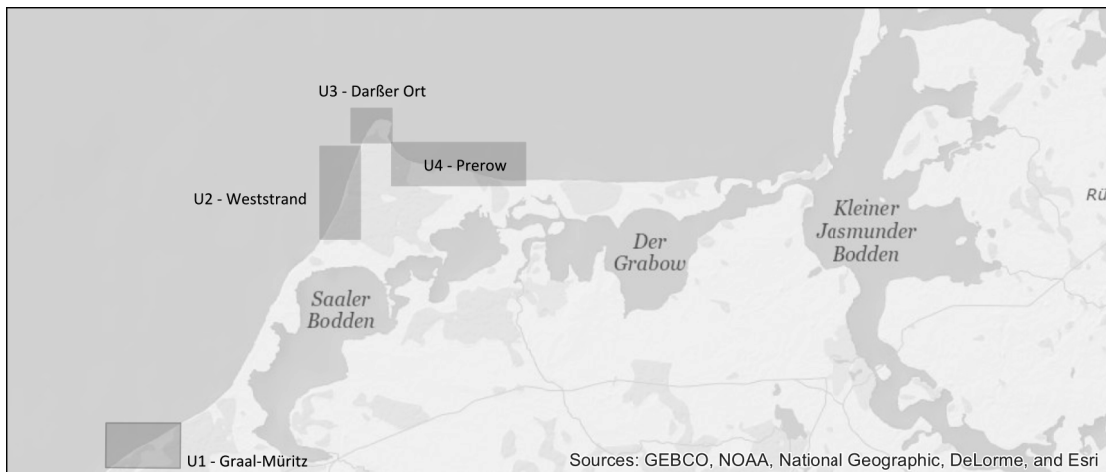 U3 - Darßer Ort
U4 - Prerow
U2 - Weststrand
Kleiner
Jasmunder
Bodden
Rü
Der
Grabow
Saaler
Bodden
U1 - Graal-Müritz
Sources: GEBCO, NOAA, National Geographic, DeLorme, and Esri